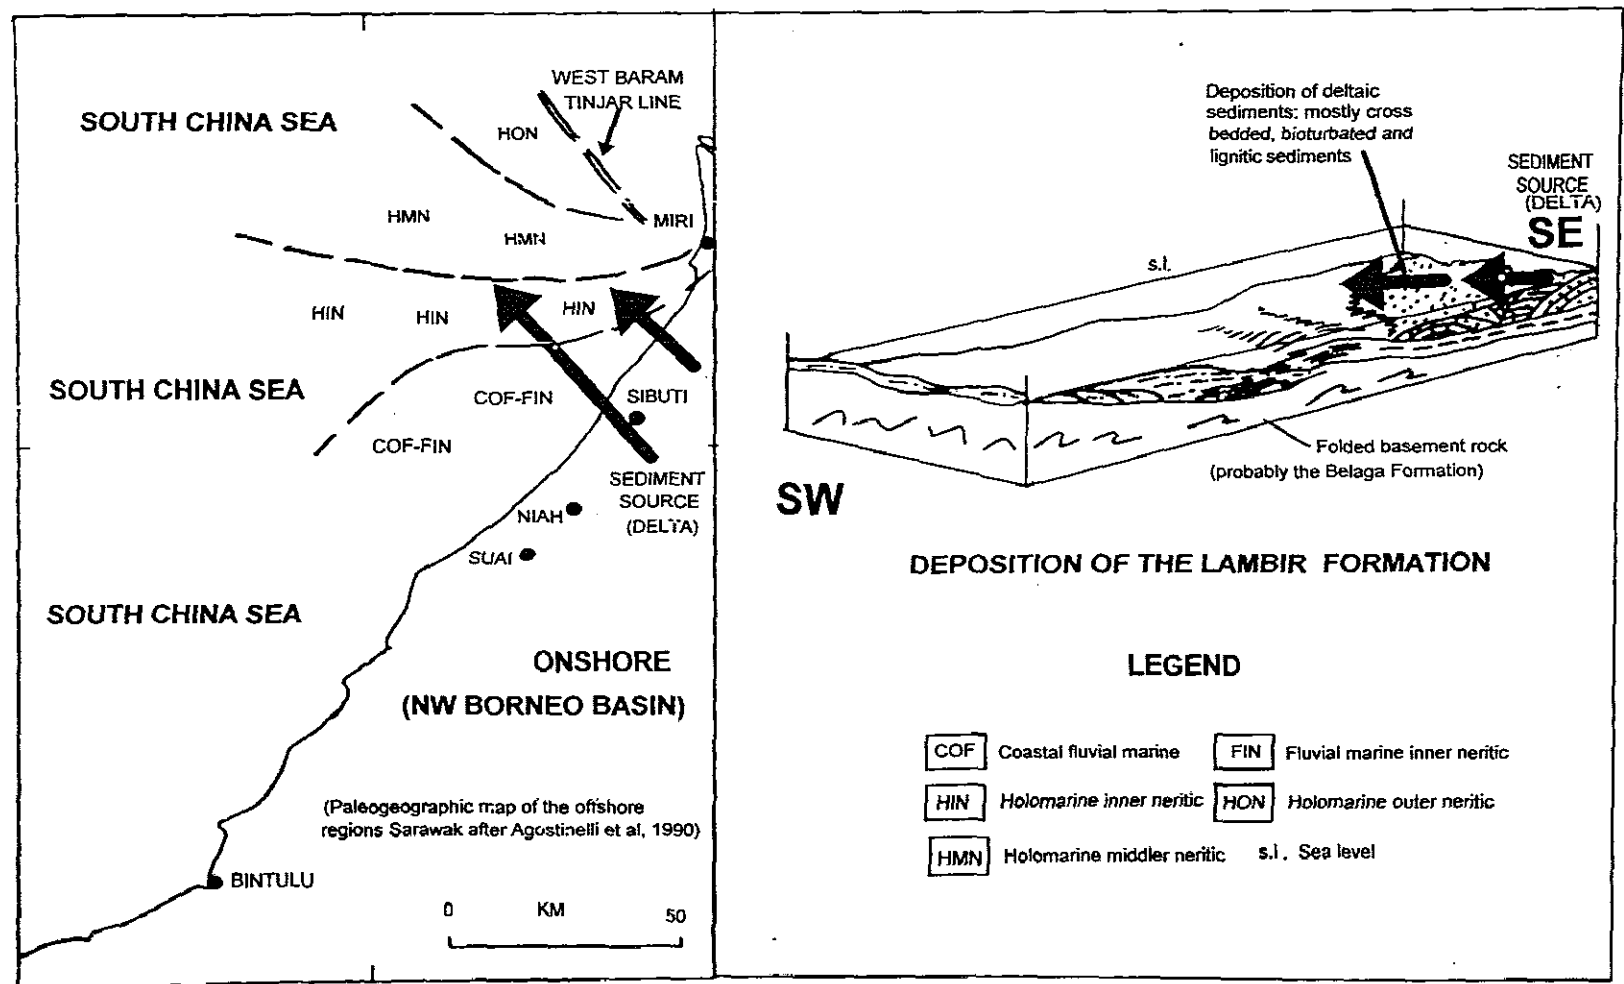 WEST BARAM
TINJAR LINE
SOUTH CHINA SEA
HON
HMN
HMN
MIRI
HIN
HIN
HIN
SOUTH CHINA SEA
COF-FIN
SIBUTI
COF-FIN
SEDIMENT
SOURCE
(DELTA)
NIAH
SUAI
SOUTH CHINA SEA
ONSHORE
(NW BORNEO BASIN)
(Paleogeographic map of the offshore
regions Sarawak after Agostinelli et al, 1990)
BINTULU
0 KM 50
Deposition of deltaic
sediments: mostly cross
bedded, bioturbated and
lignitic sediments
SEDIMENT
SOURCE
(DELTA)
SE
s.l.
Folded basement rock
(probably the Belaga Formation)
SW
DEPOSITION OF THE LAMBIR FORMATION
LEGEND
COF Coastal fluvial marine
FIN Fluvial marine inner neritic
HIN Holomarine inner neritic
HON Holomarine outer neritic
HMN Holomarine middler neritic
s.l. Sea level